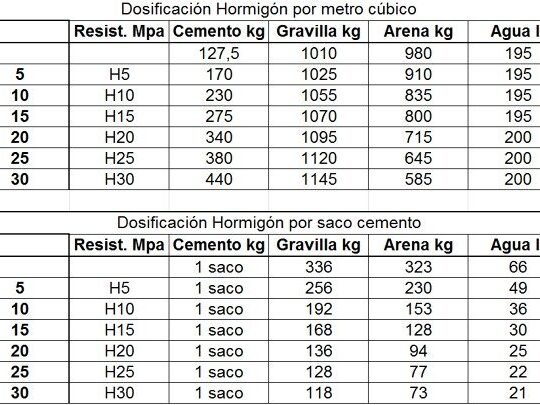 Dosificación Hormigón por metro cúbico
Resist. Mpa Cemento kg Gravilla kg Arena kg Agua l
127,5 1010 980 195
5 H5 170 1025 910 195
10 H10 230 1055 835 195
15 H15 275 1070 800 195
20 H20 340 1095 715 200
25 H25 380 1120 645 200
30 H30 440 1145 585 200
Dosificación Hormigón por saco cemento
Resist. Mpa Cemento kg Gravilla kg Arena kg Agua l
1 saco 336 323 66
5 H5 1 saco 256 230 49
10 H10 1 saco 192 153 36
15 H15 1 saco 168 128 30
20 H20 1 saco 136 94 25
25 H25 1 saco 128 77 22
30 H30 1 saco 118 73 21